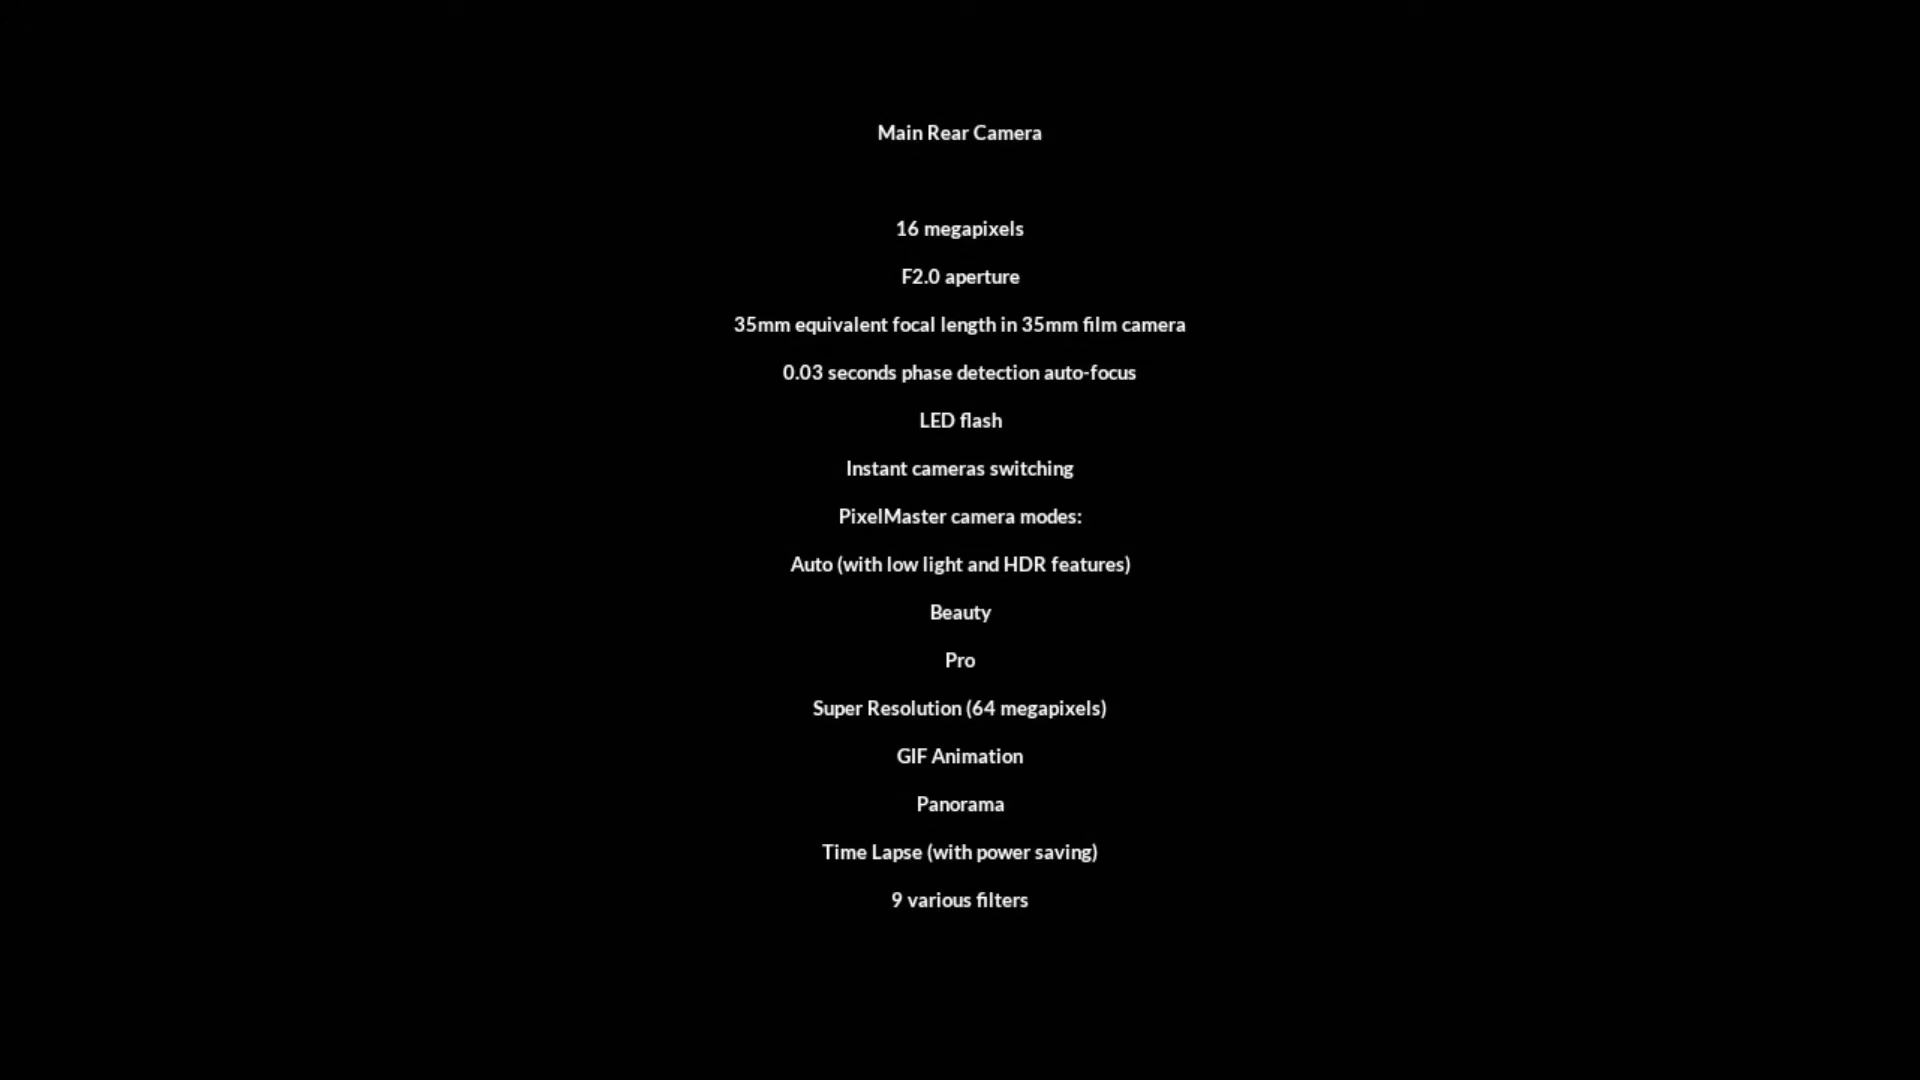 Main Rear Camera
16 megapixels
F2.0 aperture
35mm equivalent focal length in 35mm film camera
0.03 seconds phase detection auto-focus
LED flash
Instant cameras switching
PixelMaster camera modes:
Auto (with low light and HDR features)
Beauty
Pro
Super Resolution (64 megapixels)
GIF Animation
Panorama
Time Lapse (with power saving)
9 various filters